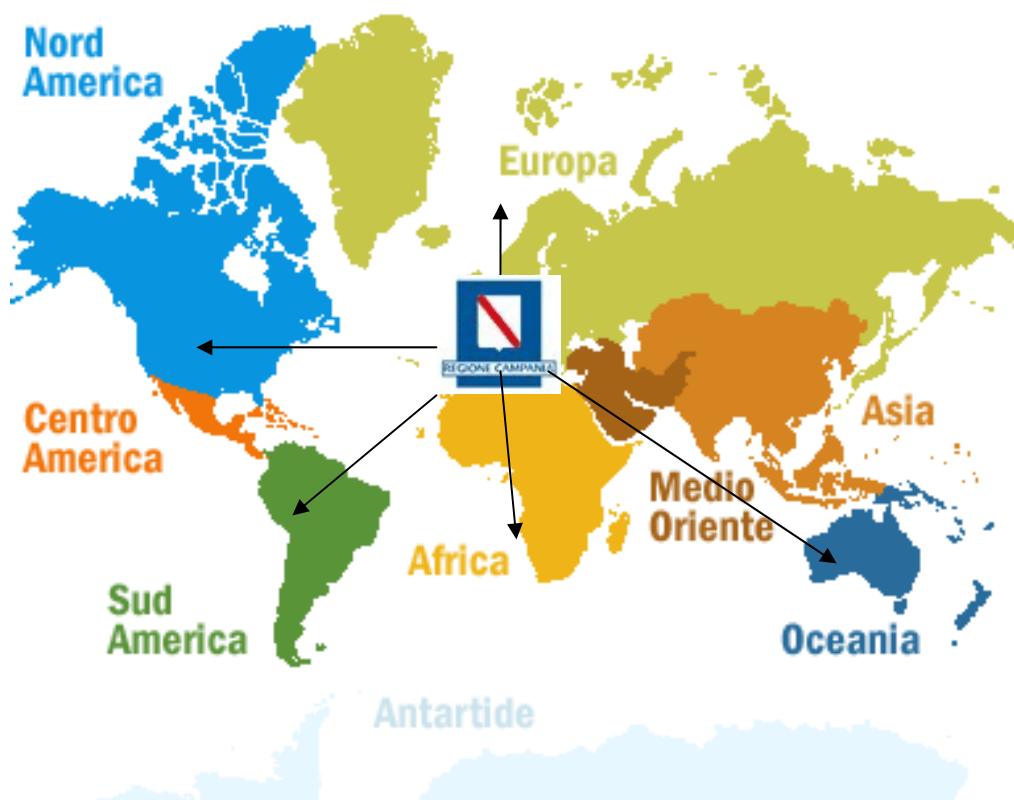 Nord
America
Europa
REGIONE CAMPANIA
Centro
America
Asia
Medio
Oriente
Africa
Sud
America
Oceania
Antartide